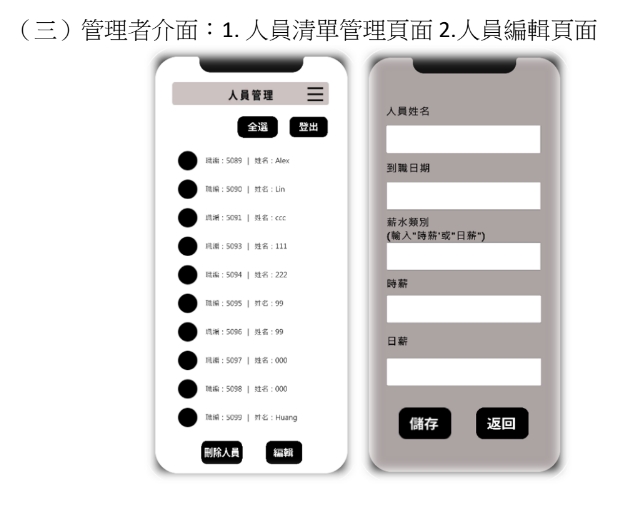 （三）管理者介面：1. 人員清單管理頁面 2.人員編輯頁面
人員管理
全選 登出
職編：5089 | 姓名：Alex
職編：5090 | 姓名：Lin
職編：5091 | 姓名：ccc
職編：5093 | 姓名：111
職編：5094 | 姓名：222
職編：5095 | 姓名：99
職編：5096 | 姓名：99
職編：5097 | 姓名：000
職編：5098 | 姓名：000
職編：5099 | 姓名：Huang
刪除人員 編輯
人員姓名
到職日期
薪水類別
(輸入"時薪'或"日薪")
時薪
日薪
儲存 返回